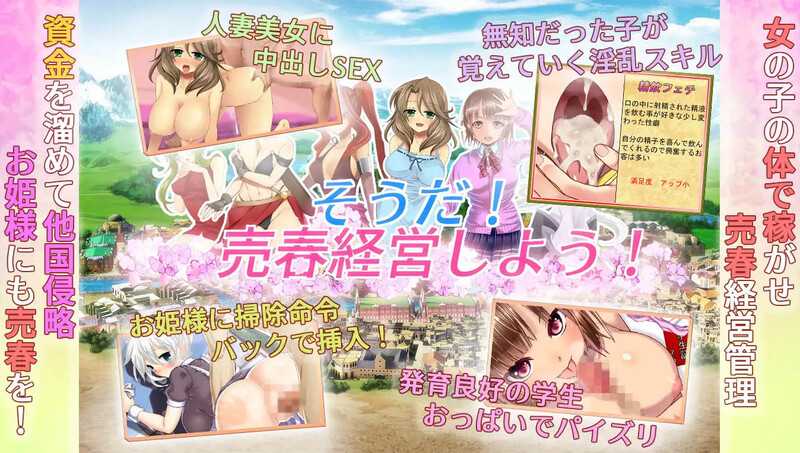 女の子の体で稼がせ
売春経営管理
無知だった子が
覚えていく淫乱スキル
精飲フェチ
口の中に射精された精液
を飲む事が好きな少し変
わった性癖
自分の精子を喜んで飲ん
でくれるので興奮するお
客は多い
満足度 アップ小
人妻美女に
中出しSEX
そうだ!
売春経営しよう!
お姫様に掃除命令
バックで挿入!
発育良好の学生
おっぱいでパイズリ
資金を溜めて他国侵略
お姫様にも売春を!